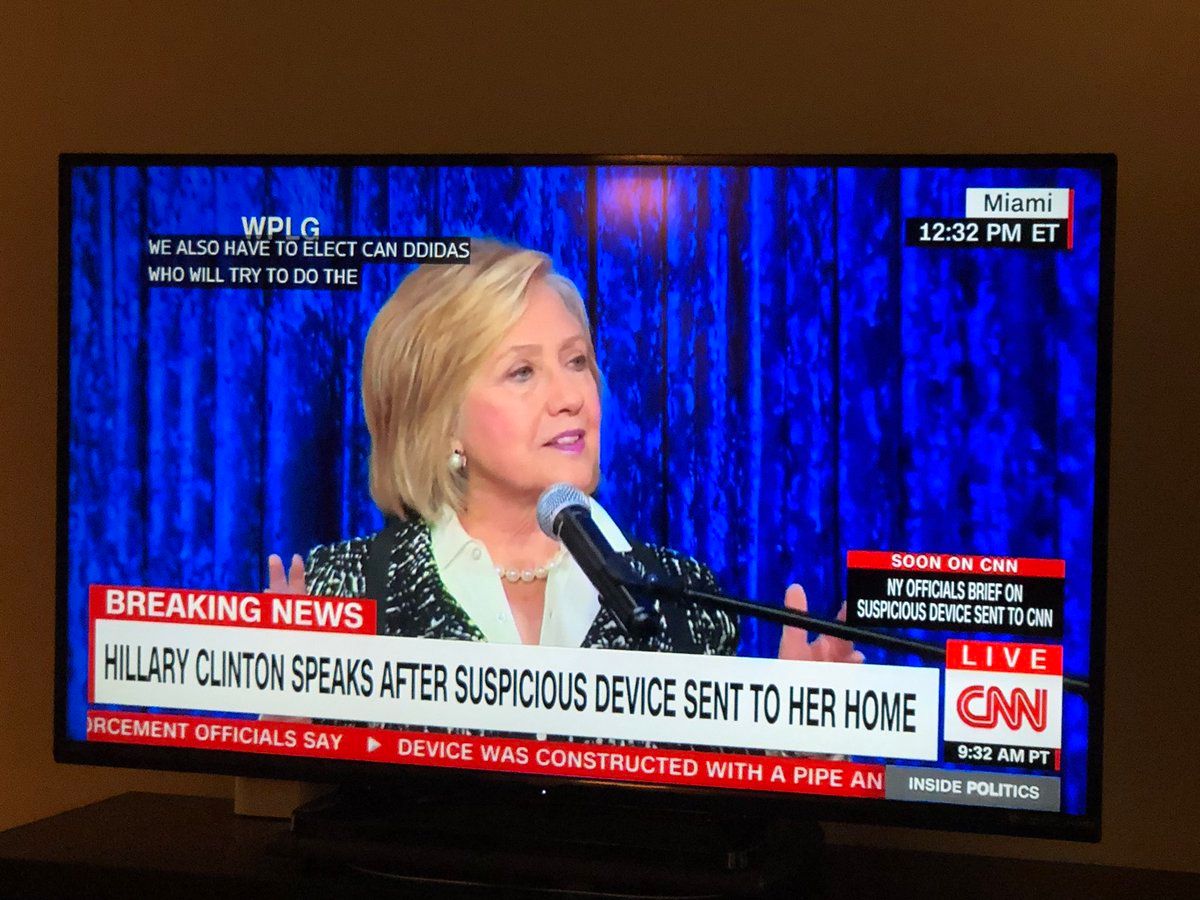 Miami
12:32 PM ET
WPLG
WE ALSO HAVE TO ELECT CAN DDIDAS
WHO WILL TRY TO DO THE
SOON ON CNN
NY OFFICIALS BRIEF ON
SUSPICIOUS DEVICE SENT TO CNN
BREAKING NEWS
HILLARY CLINTON SPEAKS AFTER SUSPICIOUS DEVICE SENT TO HER HOME
LIVE
CNN
9:32 AM PT
ORCEMENT OFFICIALS SAY DEVICE WAS CONSTRUCTED WITH A PIPE AN
INSIDE POLITICS